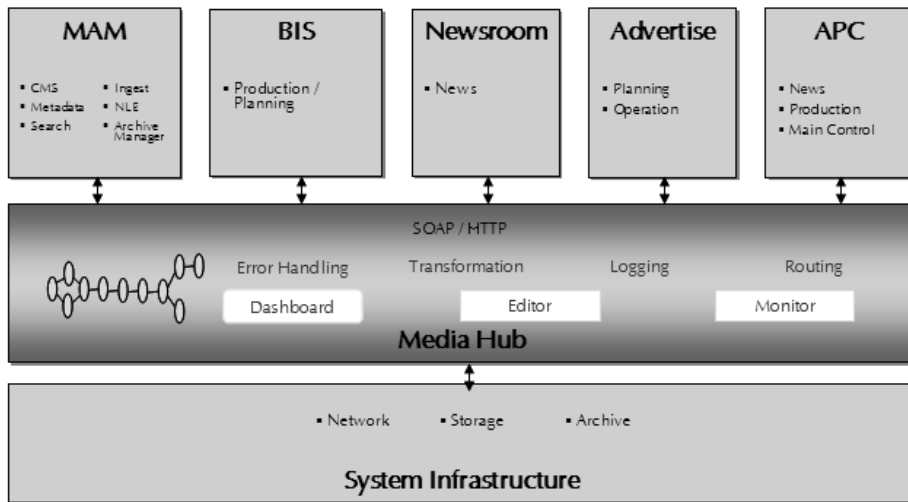 MAM
▪ CMS
▪ Metadata
▪ Search
▪ Ingest
▪ NLE
▪ Archive
Manager
BIS
▪ Production /
Planning
Newsroom
▪ News
Advertise
▪ Planning
▪ Operation
APC
▪ News
▪ Production
▪ Main Control
SOAP / HTTP
Error Handling Transformation Logging Routing
Dashboard Editor Monitor
Media Hub
▪ Network ▪ Storage ▪ Archive
System Infrastructure